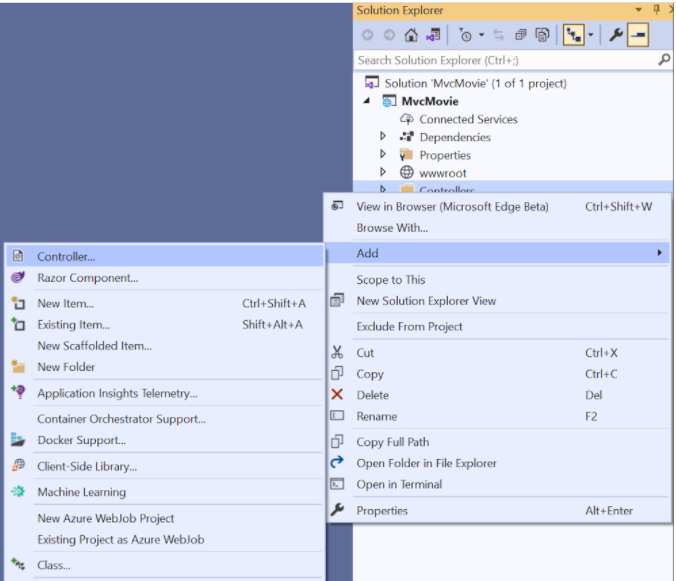 Solution Explorer
Search Solution Explorer (Ctrl+;)
Solution 'MvcMovie' (1 of 1 project)
MvcMovie
Connected Services
Dependencies
Properties
wwwroot
Controllers
View in Browser (Microsoft Edge Beta) Ctrl+Shift+W
Browse With...
Add
Scope to This
New Solution Explorer View
Exclude From Project
Cut Ctrl+X
Copy Ctrl+C
Delete Del
Rename F2
Copy Full Path
Open Folder in File Explorer
Open in Terminal
Properties Alt+Enter
Controller...
Razor Component...
New Item... Ctrl+Shift+A
Existing Item... Shift+Alt+A
New Scaffolded Item...
New Folder
Application Insights Telemetry...
Container Orchestrator Support...
Docker Support...
Client-Side Library...
Machine Learning
New Azure WebJob Project
Existing Project as Azure WebJob
Class...